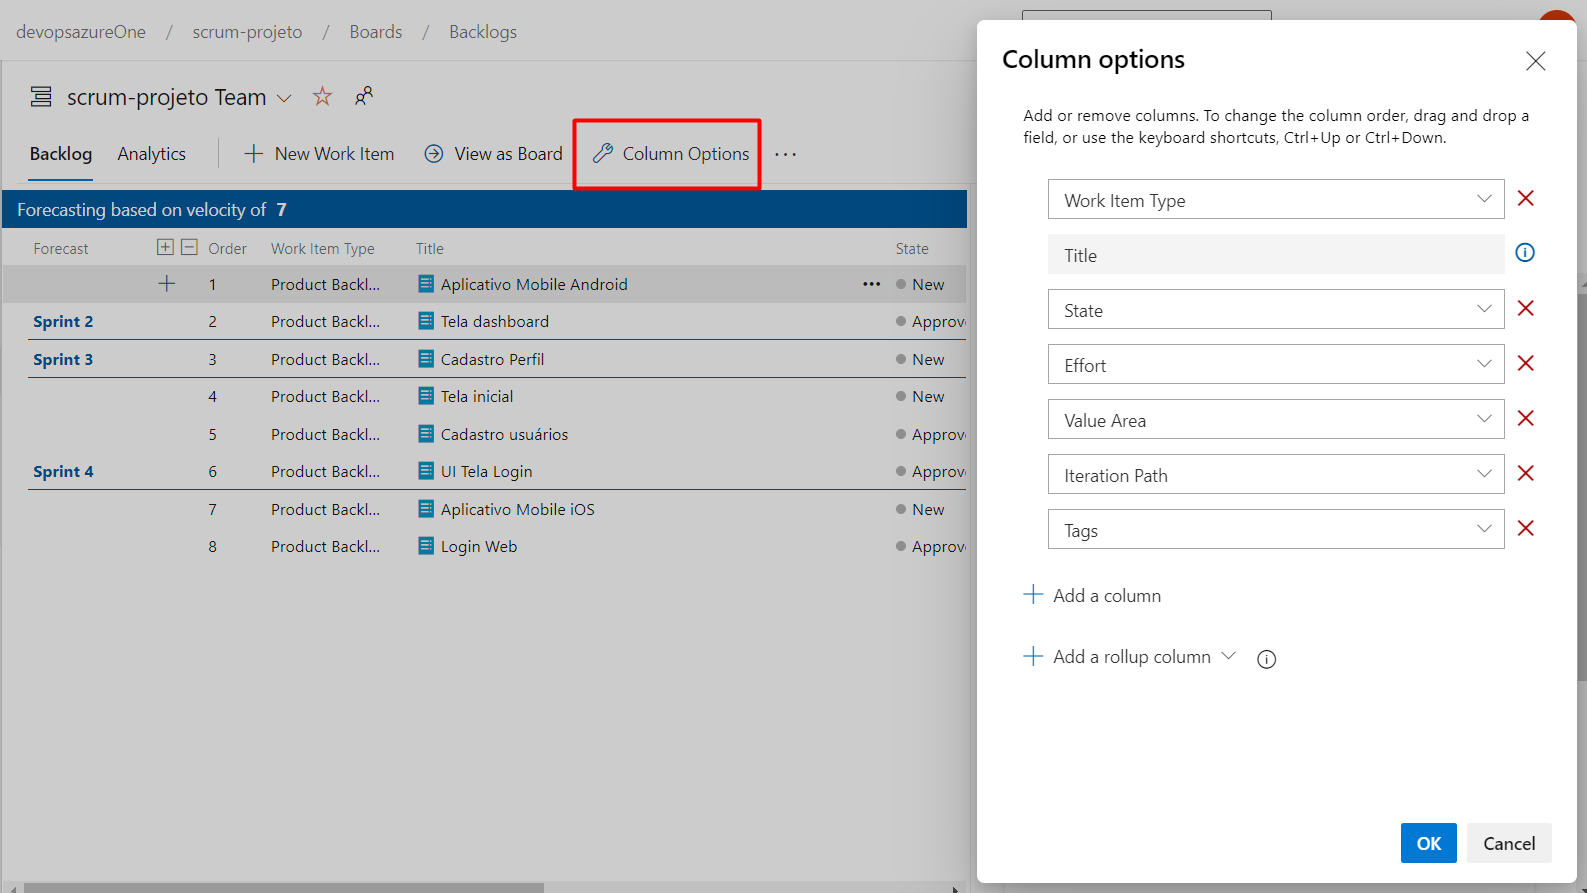 devopsazureOne / scrum-projeto / Boards / Backlogs
scrum-projeto Team
Backlog Analytics New Work Item View as Board Column Options
Forecasting based on velocity of 7
Forecast Order Work Item Type Title State
1 Product Backl... Aplicativo Mobile Android New
Sprint 2 2 Product Backl... Tela dashboard Approv
Sprint 3 3 Product Backl... Cadastro Perfil New
4 Product Backl... Tela inicial New
5 Product Backl... Cadastro usuários Approv
Sprint 4 6 Product Backl... UI Tela Login Approv
7 Product Backl... Aplicativo Mobile iOS New
8 Product Backl... Login Web Approv
Column options
Add or remove columns. To change the column order, drag and drop a
field, or use the keyboard shortcuts, Ctrl+Up or Ctrl+Down.
Work Item Type
Title
State
Effort
Value Area
Iteration Path
Tags
Add a column
Add a rollup column
OK Cancel